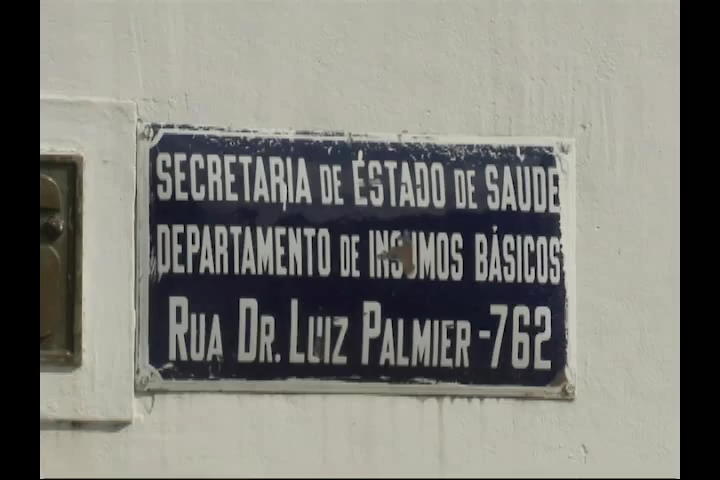 SECRETARIA DE ESTADO DE SAUDE
DEPARTAMENTO DE INSUMOS BÁSICOS
RUA DR. LUIZ PALMIER -762